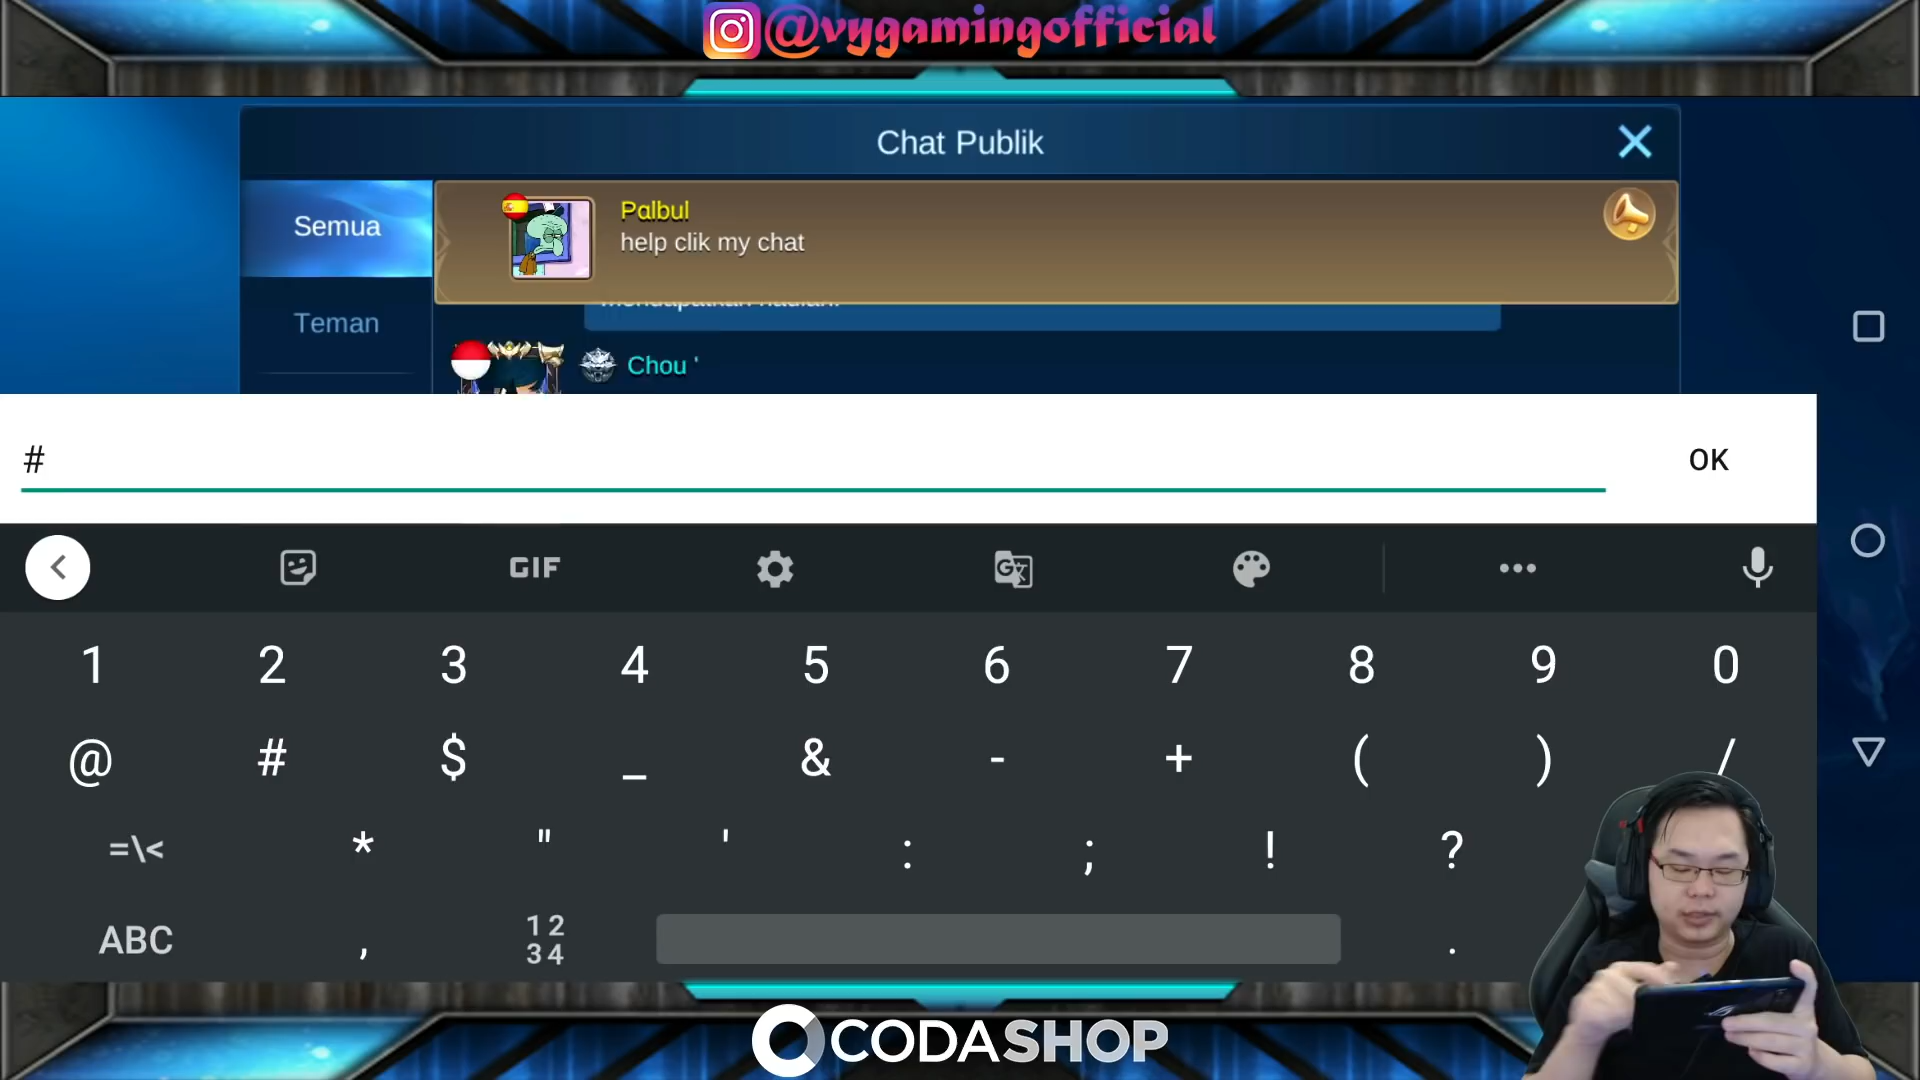 @vygamingofficial
Chat Publik
Semua
Palbul
help clik my chat
Teman
Chou '
#
OK
GIF
1 2 3 4 5 6 7 8 9 0
@ # $ _ & - + ( ) /
=\< * " ' : ; ! ?
ABC , 12 34 .
CODASHOP